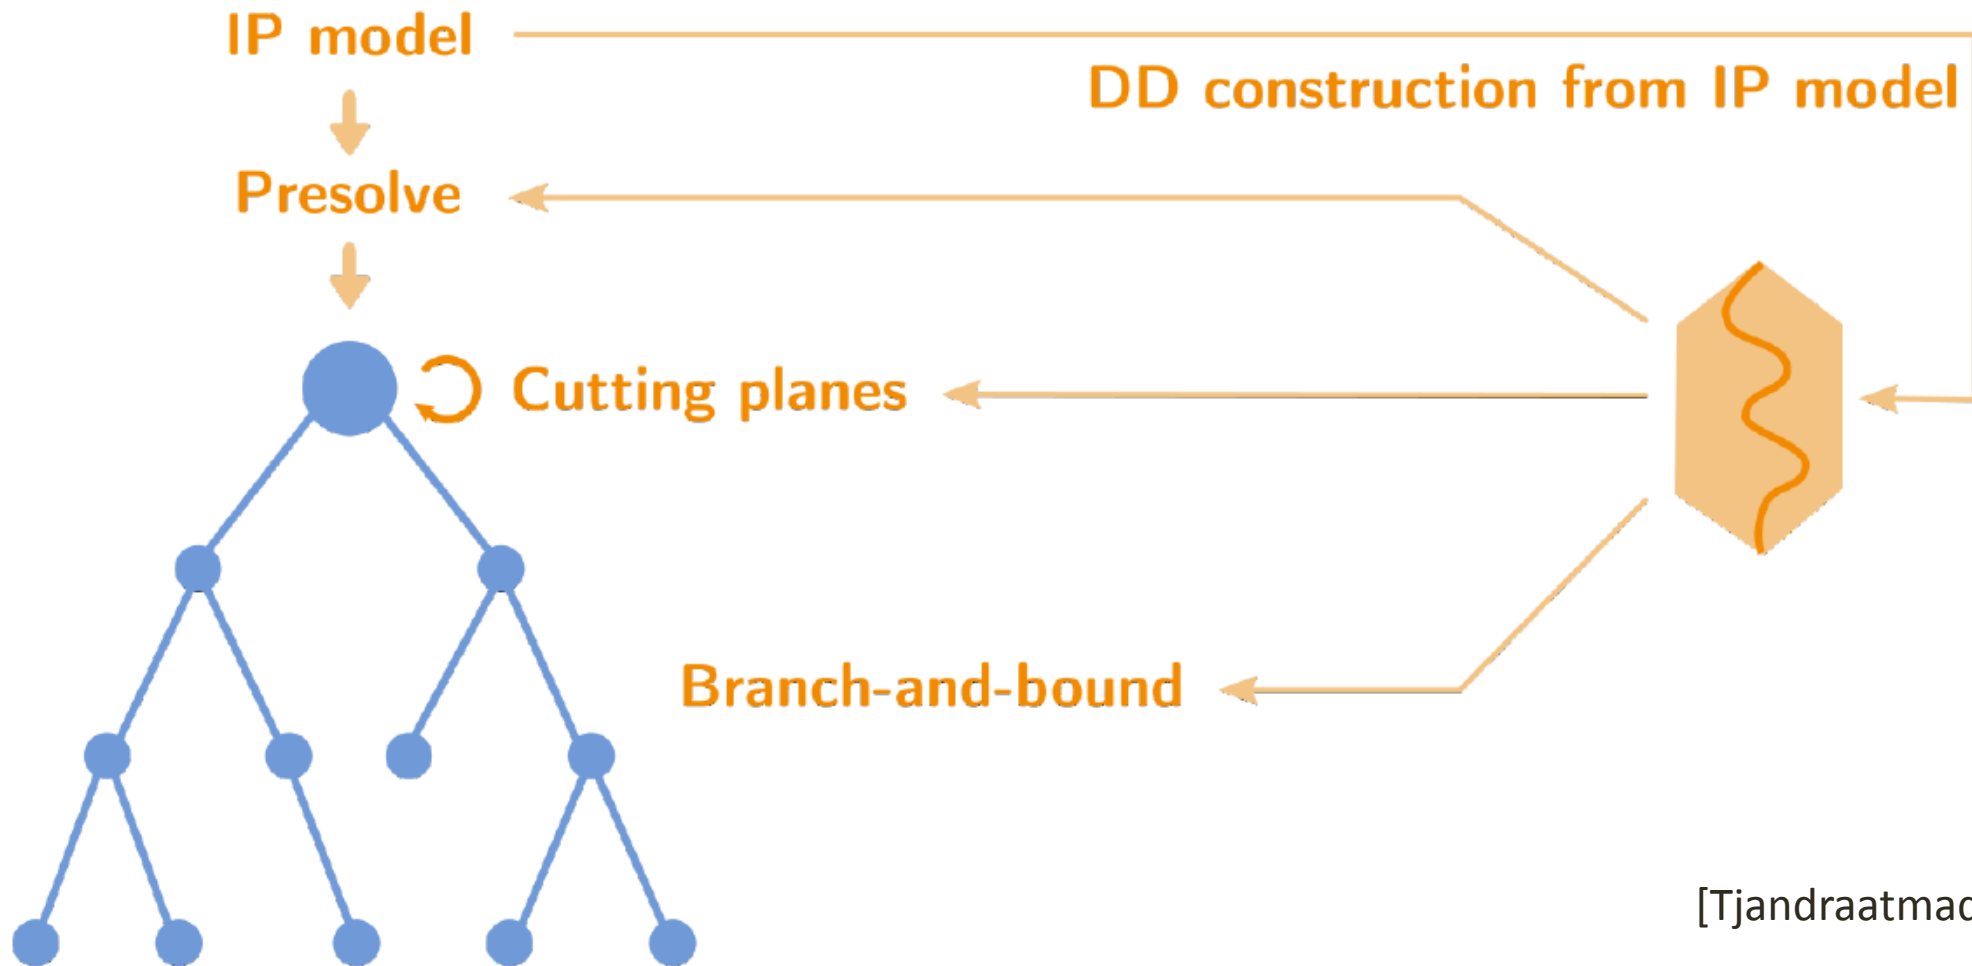 IP model
DD construction from IP model
Presolve
Cutting planes
Branch-and-bound